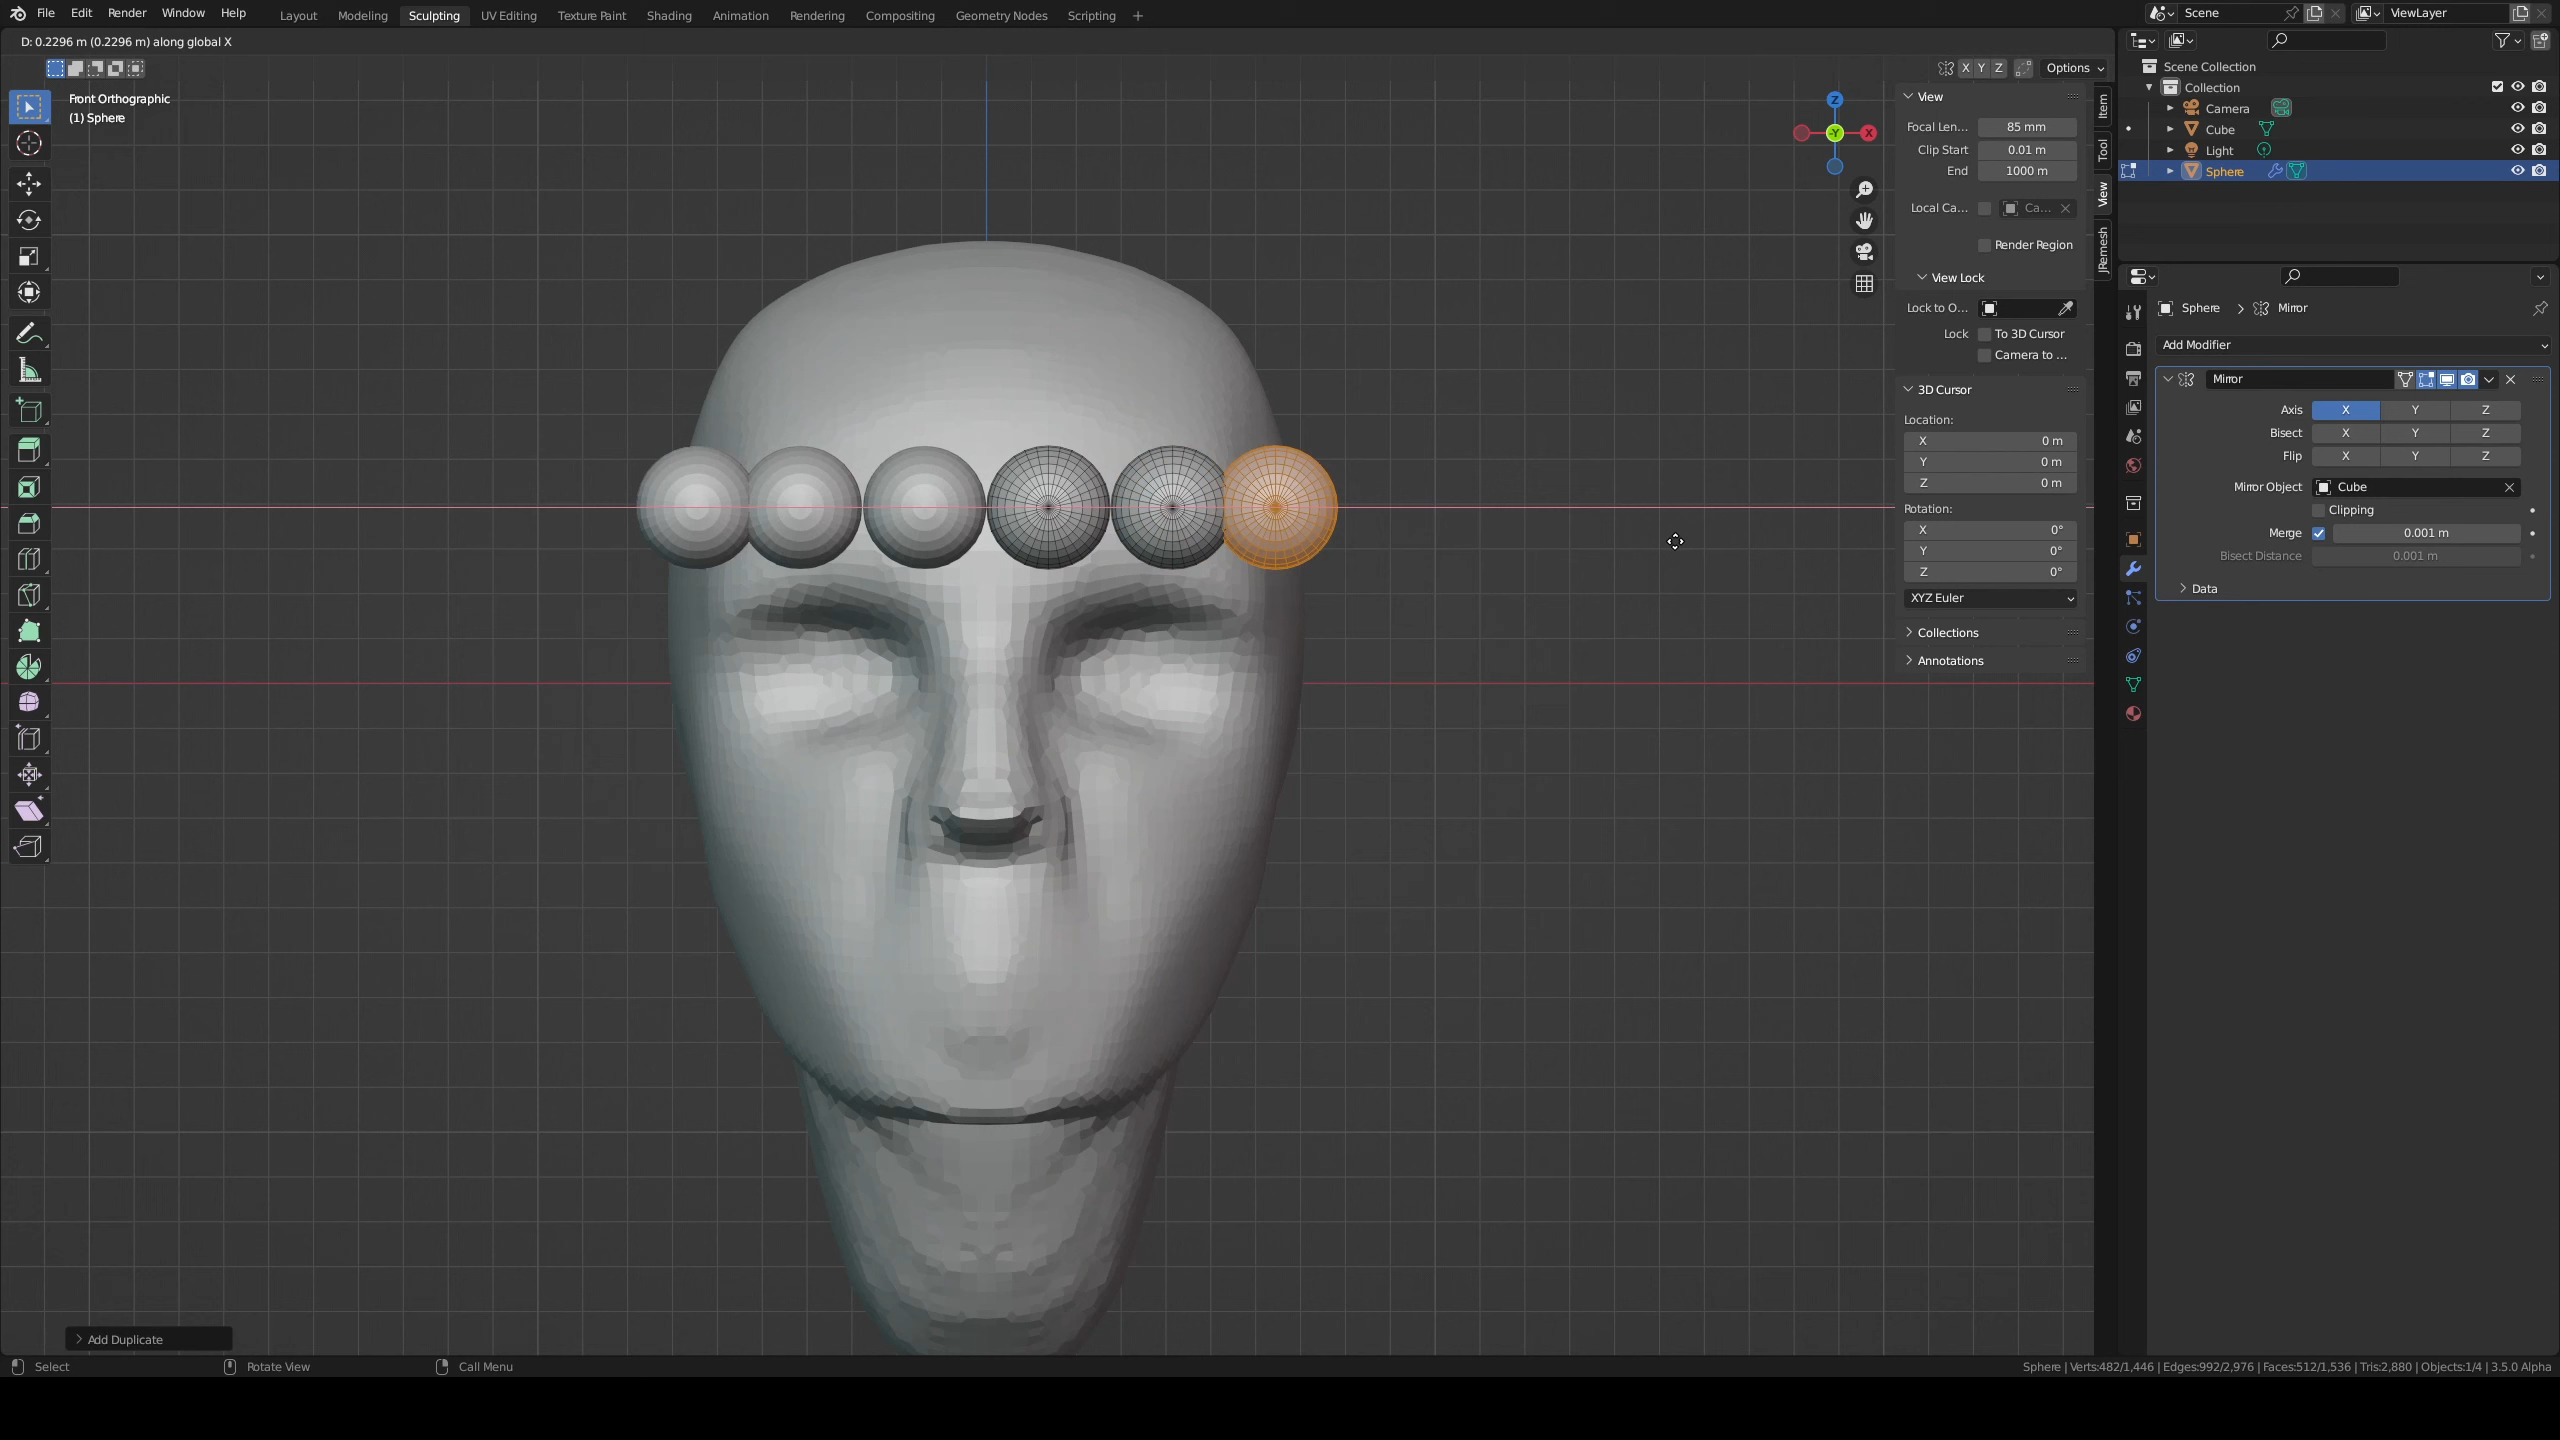 File Edit Render Window Help Layout Modeling Sculpting UV Editing Texture Paint Shading Animation Rendering Compositing Geometry Nodes Scripting + Scene ViewLayer
D: 0.2296 m (0.2296 m) along global X
X Y Z Options
Front Orthographic
(1) Sphere
Z
Y
X
View
Focal Len... 85 mm
Clip Start 0.01 m
End 1000 m
Local Ca... Ca...
Render Region
View Lock
Lock to O...
Lock To 3D Cursor
Camera to ...
3D Cursor
Location:
X 0 m
Y 0 m
Z 0 m
Rotation:
X 0°
Y 0°
Z 0°
XYZ Euler
Collections
Annotations
Item
Tool
View
JRemesh
Scene Collection
Collection
Camera
Cube
Light
Sphere
Sphere Mirror
Add Modifier
Mirror
Axis X Y Z
Bisect X Y Z
Flip X Y Z
Mirror Object Cube
Clipping
Merge 0.001 m
Bisect Distance 0.001 m
Data
Add Duplicate
Select Rotate View Call Menu Sphere | Verts:482/1,446 | Edges:992/2,976 | Faces:512/1,536 | Tris:2,880 | Objects:1/4 | 3.5.0 Alpha